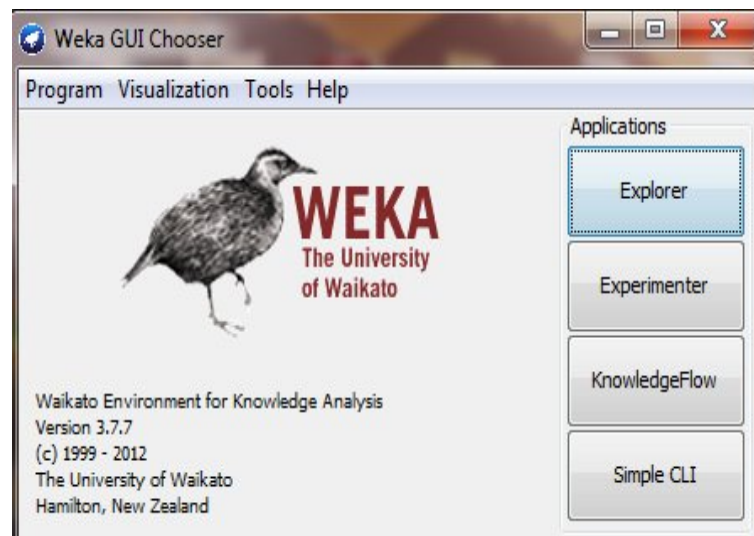 Weka GUI Chooser
Program Visualization Tools Help
Applications
Explorer
Experimenter
KnowledgeFlow
Simple CLI
WEKA
The University
of Waikato
Waikato Environment for Knowledge Analysis
Version 3.7.7
(c) 1999 - 2012
The University of Waikato
Hamilton, New Zealand